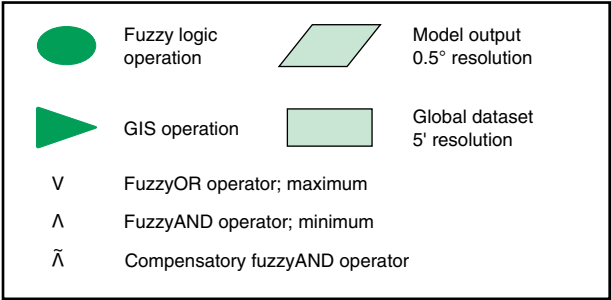 Fuzzy logic
operation
Model output
0.5° resolution
GIS operation
Global dataset
5' resolution
V FuzzyOR operator; maximum
Λ FuzzyAND operator; minimum
Λ̃ Compensatory fuzzyAND operator